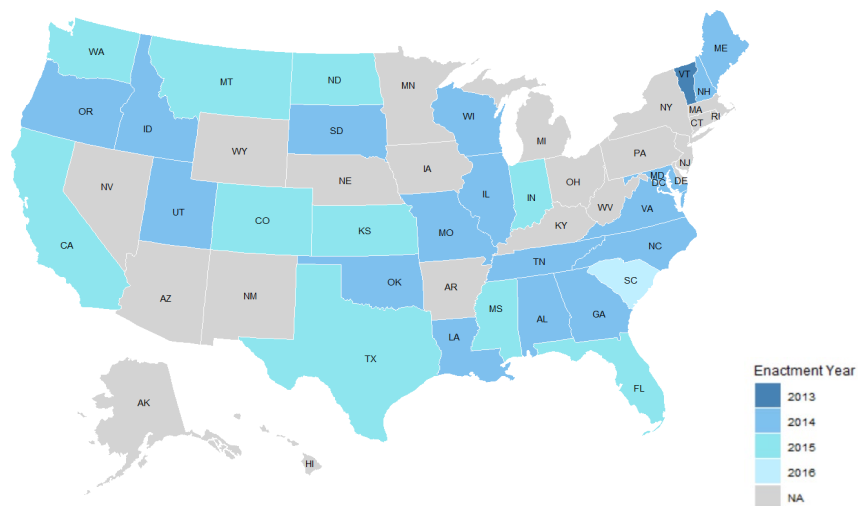 ME
WA
VT
MT
ND
MN
NH
OR
WI
NY
MA
ID
SD
CT
RI
MI
WY
PA
IA
NJ
NE
OH
MD
DE
NV
IL
IN
DC
UT
WV
VA
CO
MO
KY
KS
CA
NC
TN
OK
SC
AR
AZ
NM
MS
GA
AL
LA
TX
Enactment Year
FL
2013
AK
2014
2015
HI
2016
NA